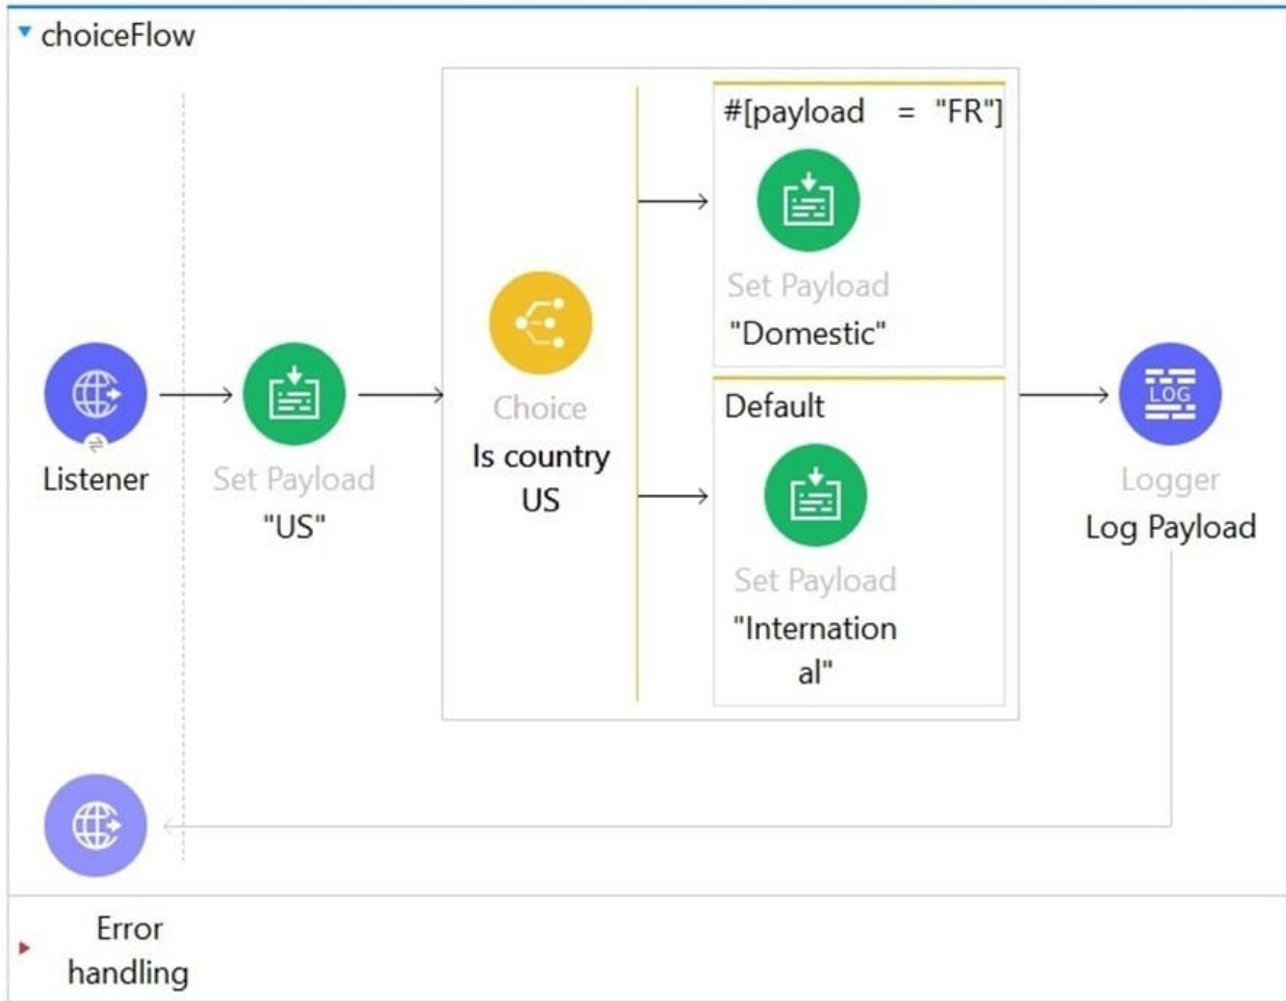 choiceFlow
#[payload = "FR"]
Set Payload
"Domestic"
Default
Set Payload
"Internation
al"
Choice
Is country
US
Listener
Set Payload
"US"
LOG
Logger
Log Payload
Error
handling